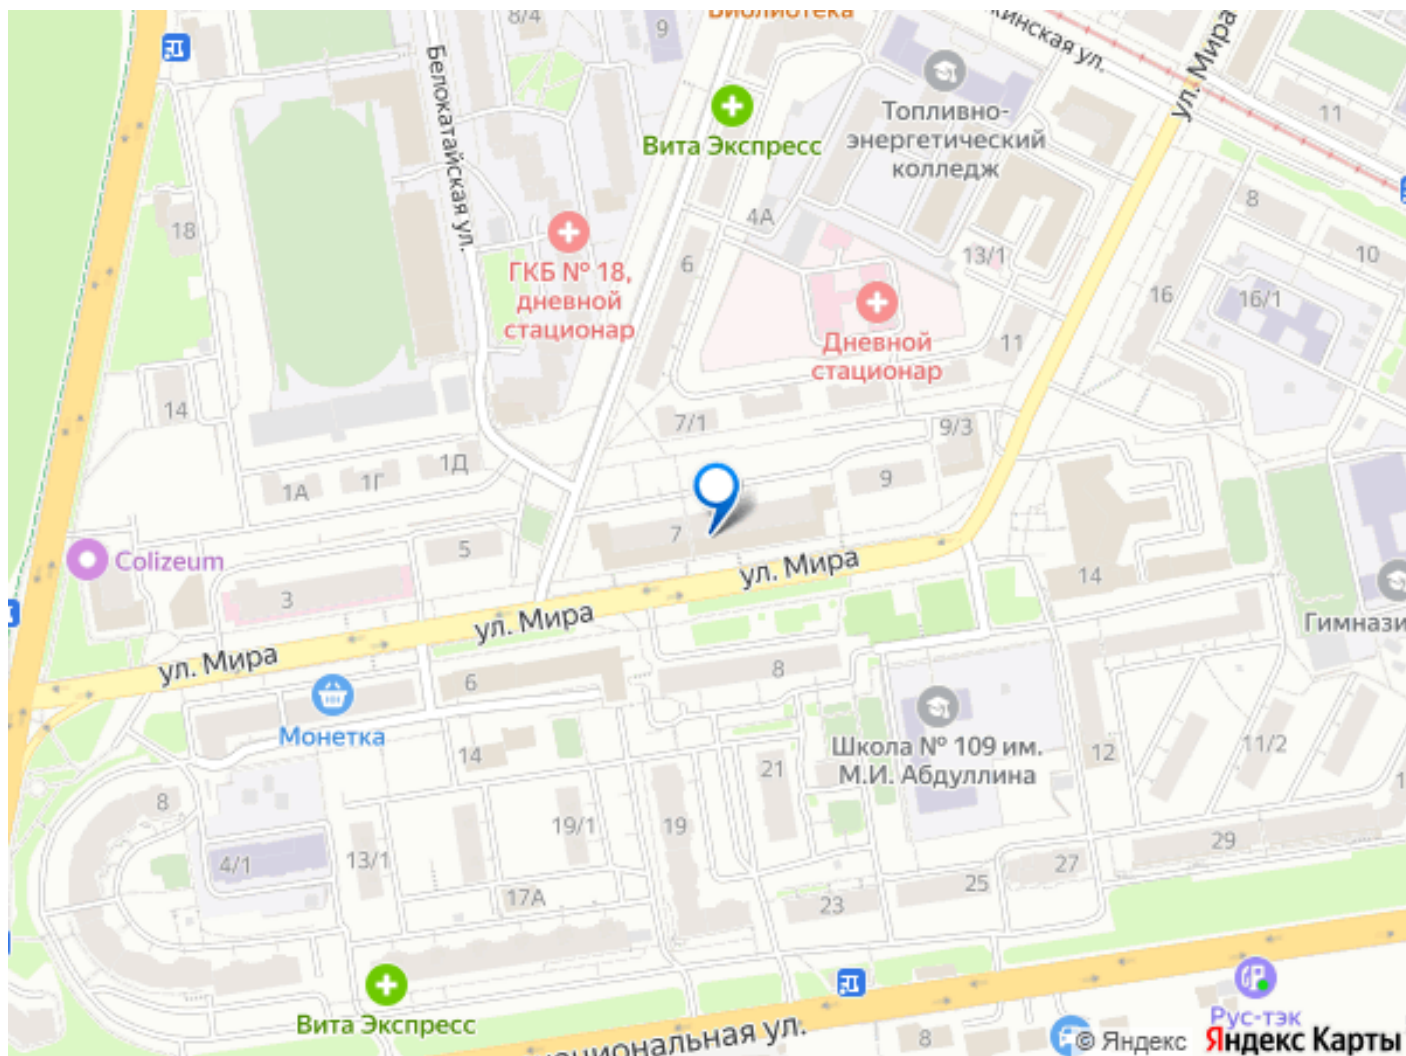 8/4
9
Библиотека
Белокатайская ул.
Вита Экспресс
Топливно-
энергетический
колледж
ул. Мира
11
18
4А
6
8
10
13/1
16
16/1
ГКБ № 18,
дневной
стационар
Дневной
стационар
11
14
7/1
9/3
1А
1Г
1Д
9
7
5
Colizeum
3
ул. Мира
ул. Мира
ул. Мира
14
6
8
Монетка
14
Школа № 109 им.
М.И. Абдуллина
12
11/2
21
8
19/1
19
4/1
13/1
29
27
25
17А
23
Вита Экспресс
8
Рус-тэк
© Яндекс
Яндекс Карты